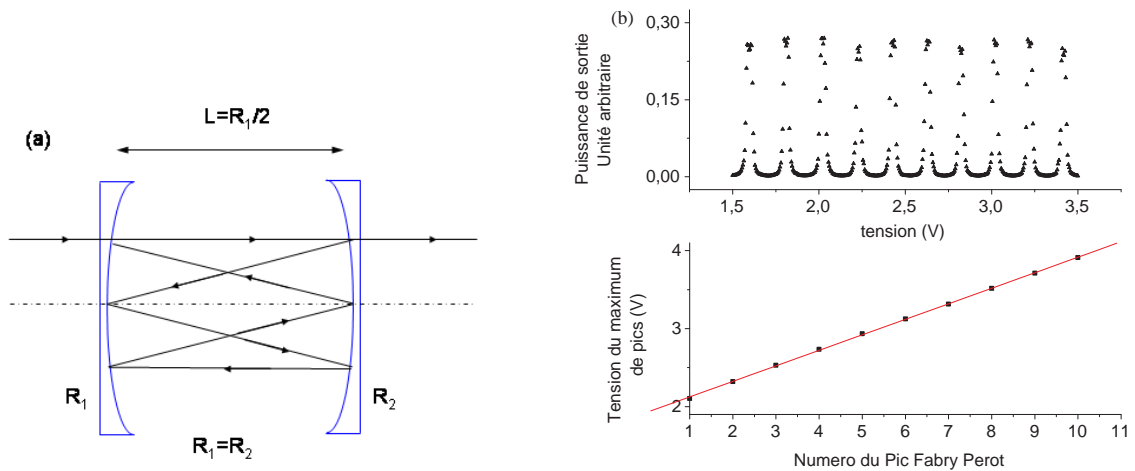 (a)
L=R₁/2
R₁
R₂
R₁=R₂
(b)
Puissance de sortie
Unité arbitraire
0,30
0,15
0,00
1,5
2,0
2,5
3,0
3,5
tension (V)
Tension du maximum
de pics (V)
4
3
2
1 2 3 4 5 6 7 8 9 10 11
Numero du Pic Fabry Perot